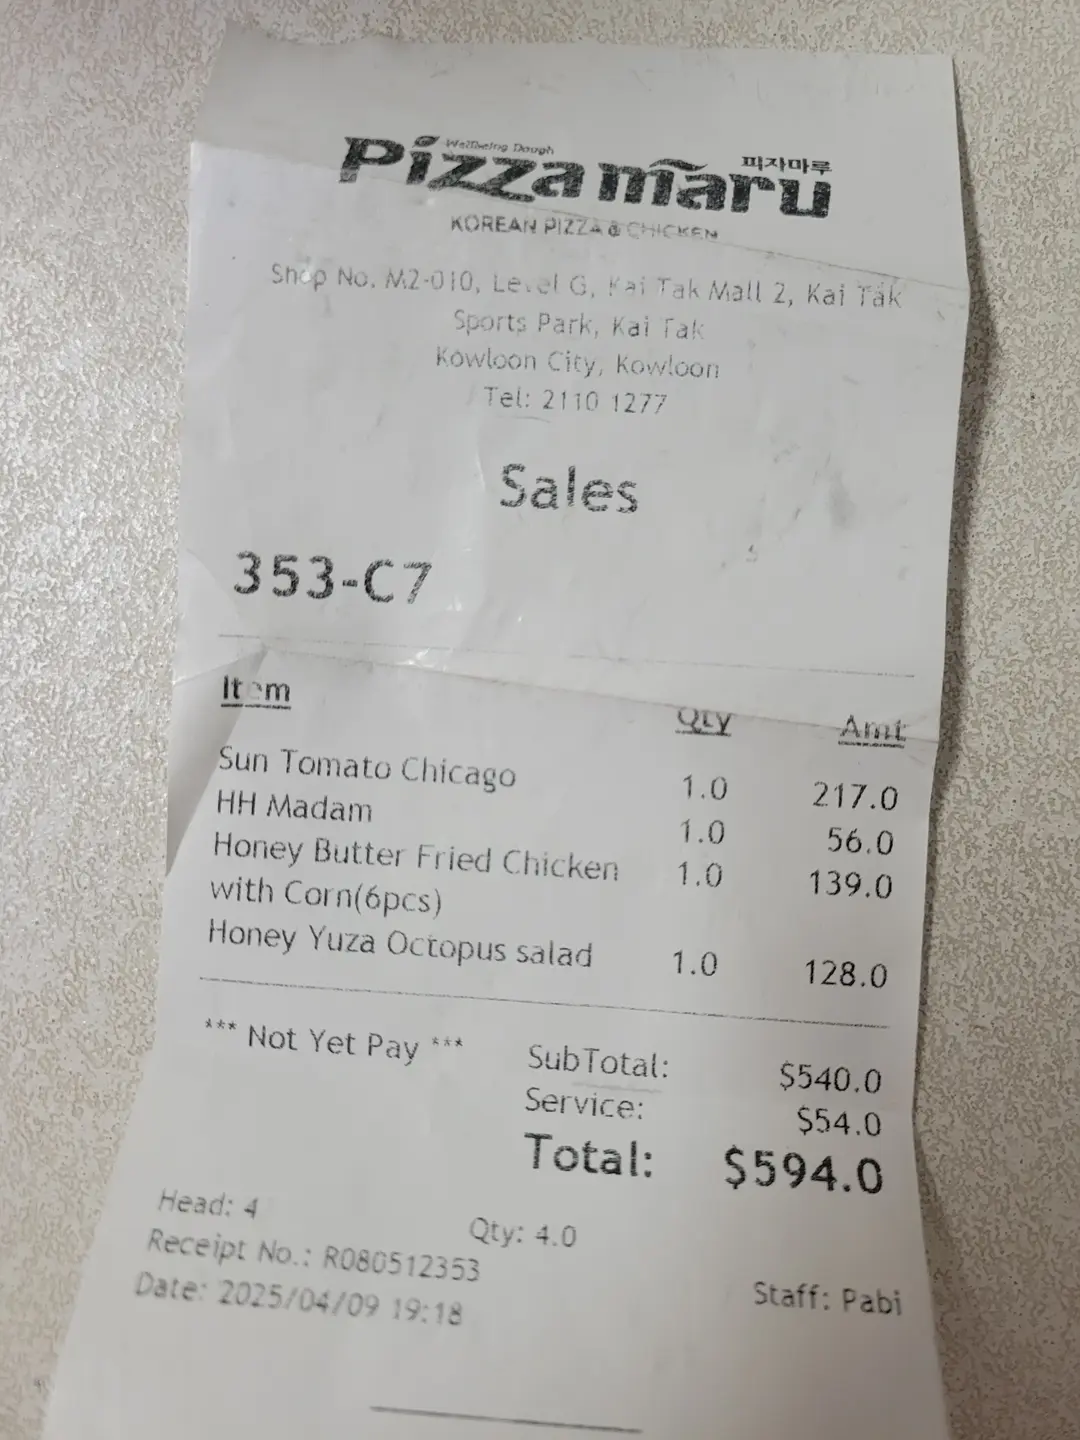 Wellbeing Dough
Pizza maru 피자마루
KOREAN PIZZA & CHICKEN
Shop No. M2-010, Level G, Kai Tak Mall 2, Kai Tak
Sports Park, Kai Tak
Kowloon City, Kowloon
Tel: 2110 1277
Sales
353-C7
Item Qty Amt
Sun Tomato Chicago 1.0 217.0
HH Madam 1.0 56.0
Honey Butter Fried Chicken 1.0 139.0
with Corn(6pcs)
Honey Yuza Octopus salad 1.0 128.0
*** Not Yet Pay *** SubTotal: $540.0
Service: $54.0
Total: $594.0
Head: 4 Qty: 4.0
Receipt No.: R080512353
Date: 2025/04/09 19:18 Staff: Pabi